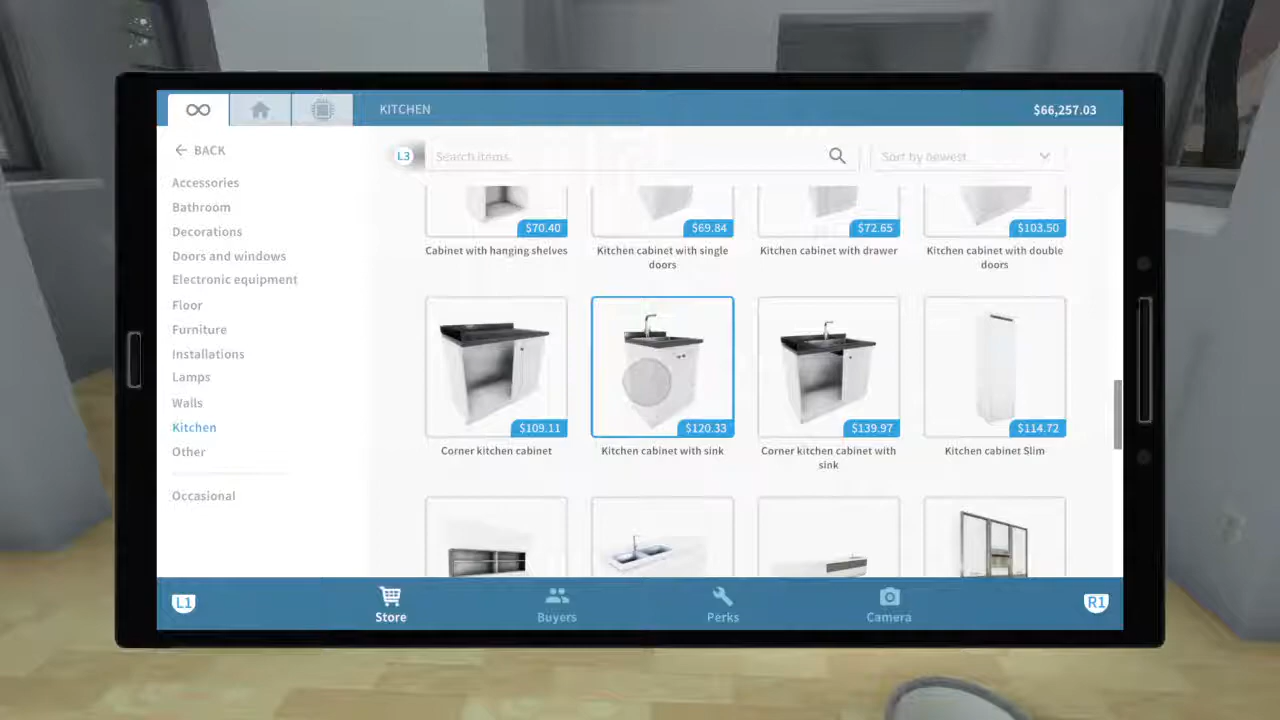 KITCHEN
$66,257.03
BACK
L3
Search items...
Sort by newest...
Accessories
Bathroom
Decorations
Doors and windows
Electronic equipment
Floor
Furniture
Installations
Lamps
Walls
Kitchen
Other
Occasional
$70.40
$69.84
$72.65
$103.50
Cabinet with hanging shelves
Kitchen cabinet with single
doors
Kitchen cabinet with drawer
Kitchen cabinet with double
doors
$109.11
$120.33
$139.97
$114.72
Corner kitchen cabinet
Kitchen cabinet with sink
Corner kitchen cabinet with
sink
Kitchen cabinet Slim
L1
Store
Buyers
Perks
Camera
R1